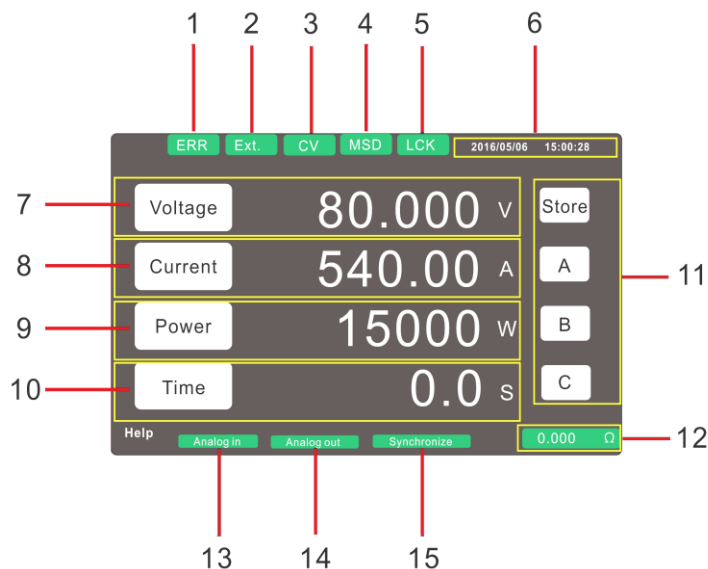 1 2 3 4 5 6
ERR Ext. CV MSD LCK 2016/05/06 15:00:28
7 Voltage 80.000 V Store
8 Current 540.00 A A
11
9 Power 15000 W B
10 Time 0.0 S C
Help Analog in Analog out Synchronize 0.000 Ω 12
13 14 15